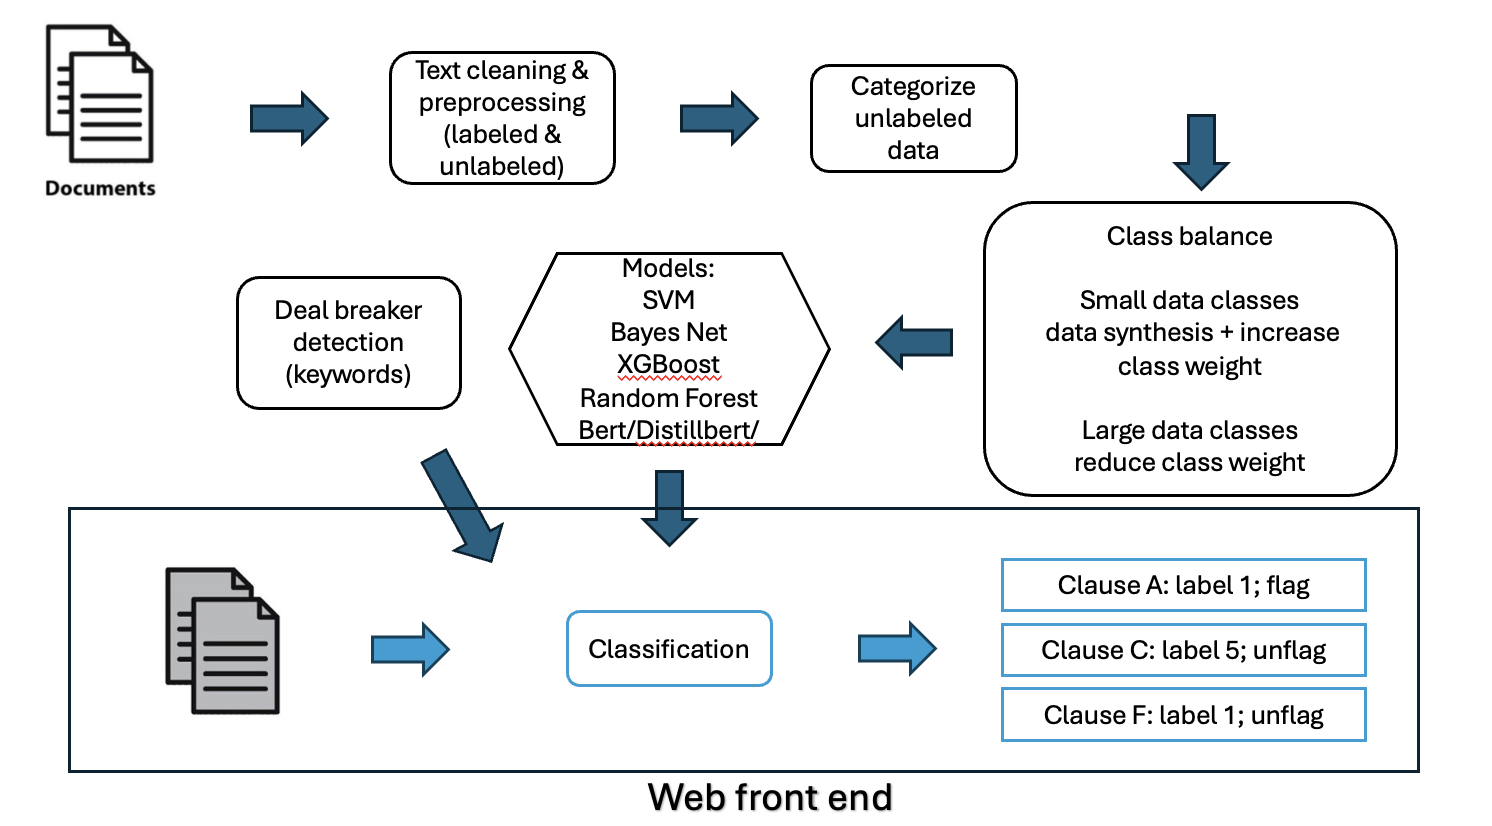 Documents
Text cleaning &
preprocessing
(labeled &
unlabeled)
Categorize
unlabeled
data
Class balance
Small data classes
data synthesis + increase
class weight
Large data classes
reduce class weight
Models:
SVM
Bayes Net
XGBoost
Random Forest
Bert/Distillbert/
Deal breaker
detection
(keywords)
Classification
Clause A: label 1; flag
Clause C: label 5; unflag
Clause F: label 1; unflag
Web front end